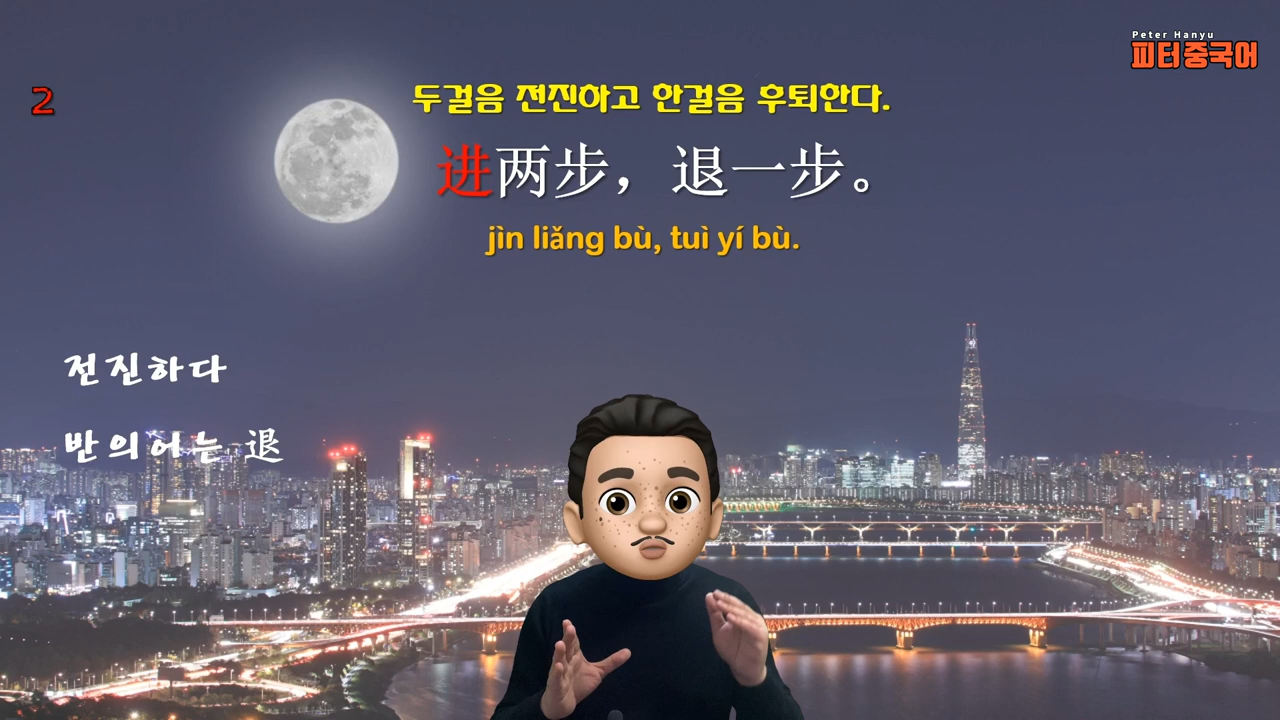 Peter Hanyu
피터 중국어
2
두걸음 전진하고 한걸음 후퇴한다.
进两步，退一步。
jìn liǎng bù, tuì yí bù.
전진하다
반의어는 退